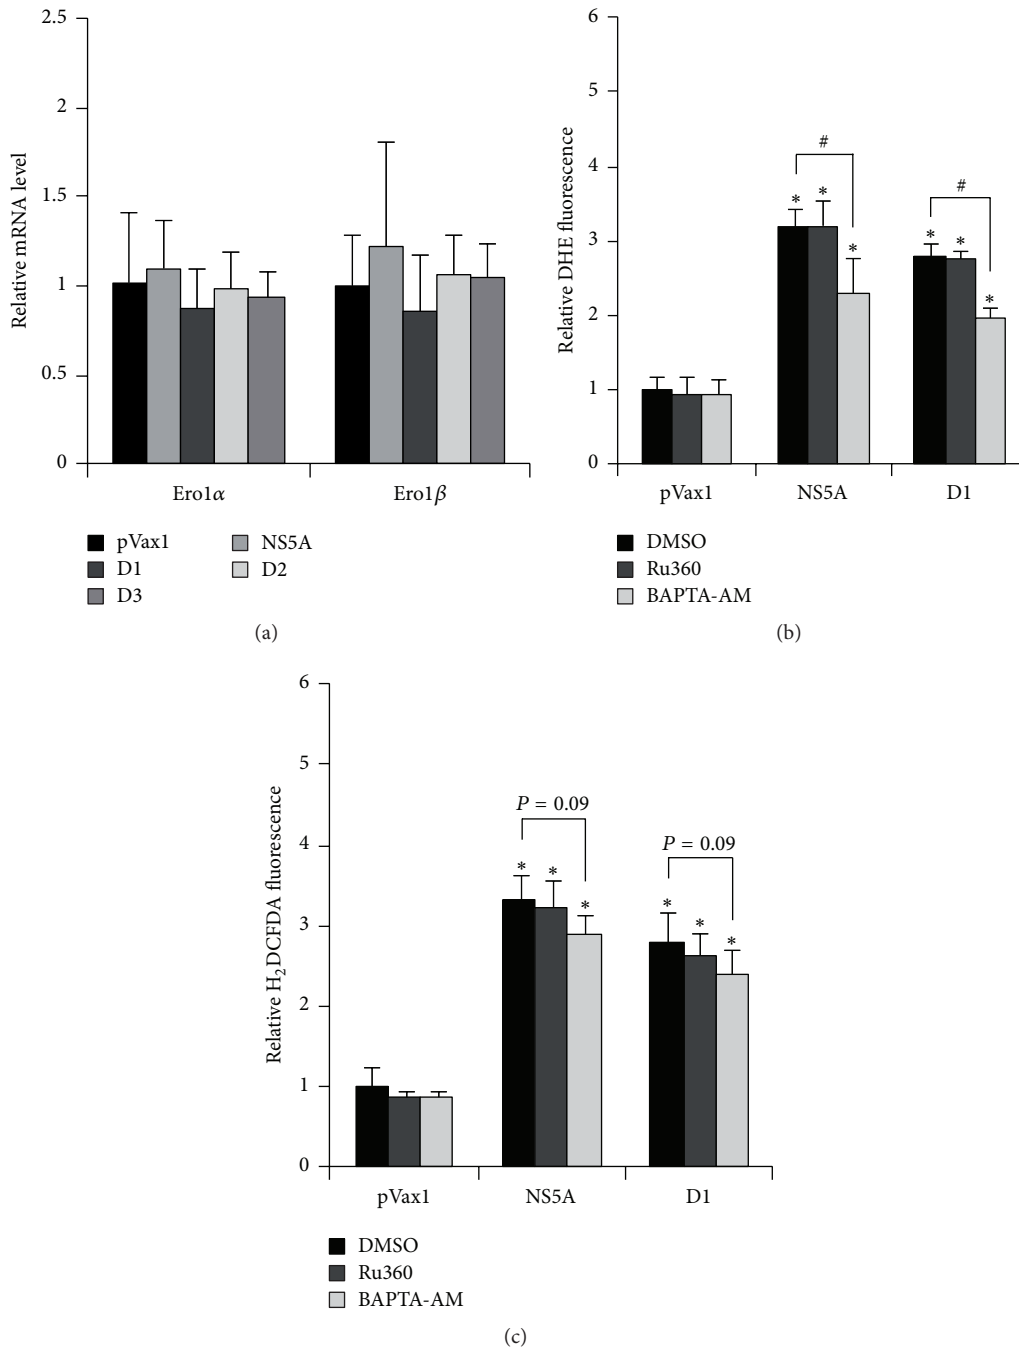 2.5
2
1.5
1
0.5
0
Relative mRNA level
Ero1α
Ero1β
pVax1
NS5A
D1
D2
D3
(a)
6
5
4
3
2
1
0
Relative DHE fluorescence
#
#
* * *
* * *
pVax1
NS5A
D1
DMSO
Ru360
BAPTA-AM
(b)
6
5
4
3
2
1
0
Relative H₂DCFDA fluorescence
P = 0.09
P = 0.09
* * *
* * *
pVax1
NS5A
D1
DMSO
Ru360
BAPTA-AM
(c)